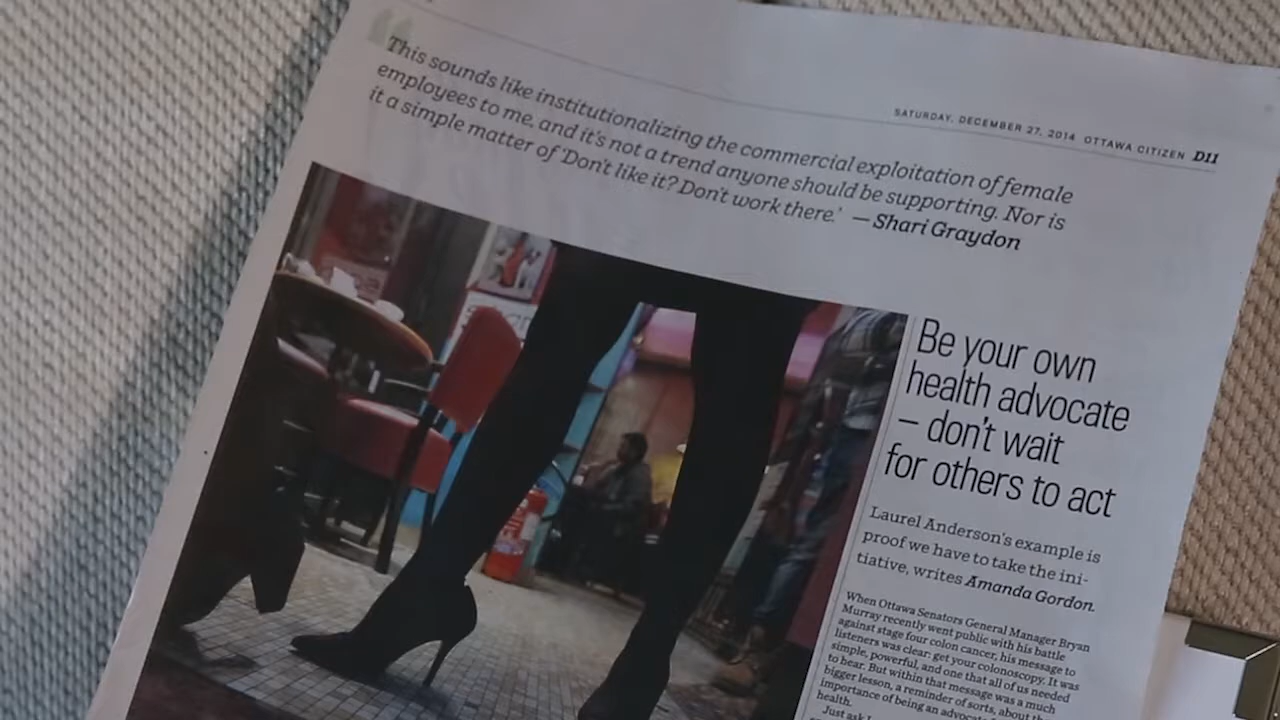 SATURDAY, DECEMBER 27, 2014 OTTAWA CITIZEN D11
“This sounds like institutionalizing the commercial exploitation of female
employees to me, and it's not a trend anyone should be supporting. Nor is
it a simple matter of ‘Don't like it? Don't work there.’ — Shari Graydon
Be your own
health advocate
– don't wait
for others to act
Laurel Anderson's example is
proof we have to take the ini-
tiative, writes Amanda Gordon.
When Ottawa Senators General Manager Bryan
Murray recently went public with his battle
against stage four colon cancer, his message to
listeners was clear: get your colonoscopy. It was
simple, powerful, and one that all of us needed
to hear. But within that message was a much
bigger lesson, a reminder of sorts, about the
importance of being an advocate
health.
Just ask